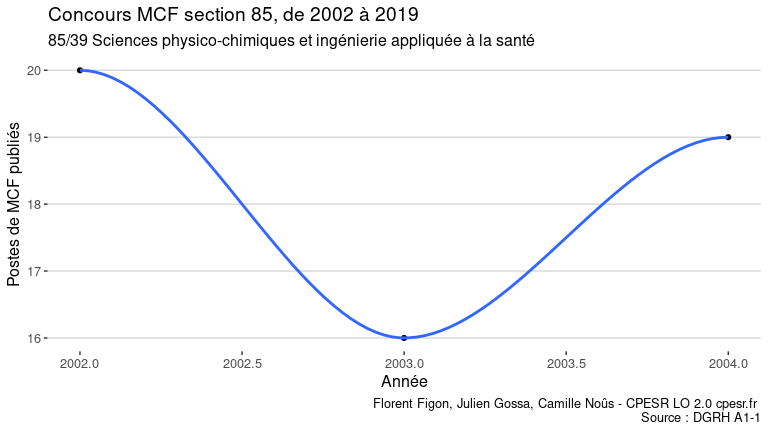 Concours MCF section 85, de 2002 à 2019
85/39 Sciences physico-chimiques et ingénierie appliquée à la santé
Postes de MCF publiés
20
19
18
17
16
2002.0 2002.5 2003.0 2003.5 2004.0
Année
Florent Figon, Julien Gossa, Camille Noûs - CPESR LO 2.0 cpesr.fr
Source : DGRH A1-1